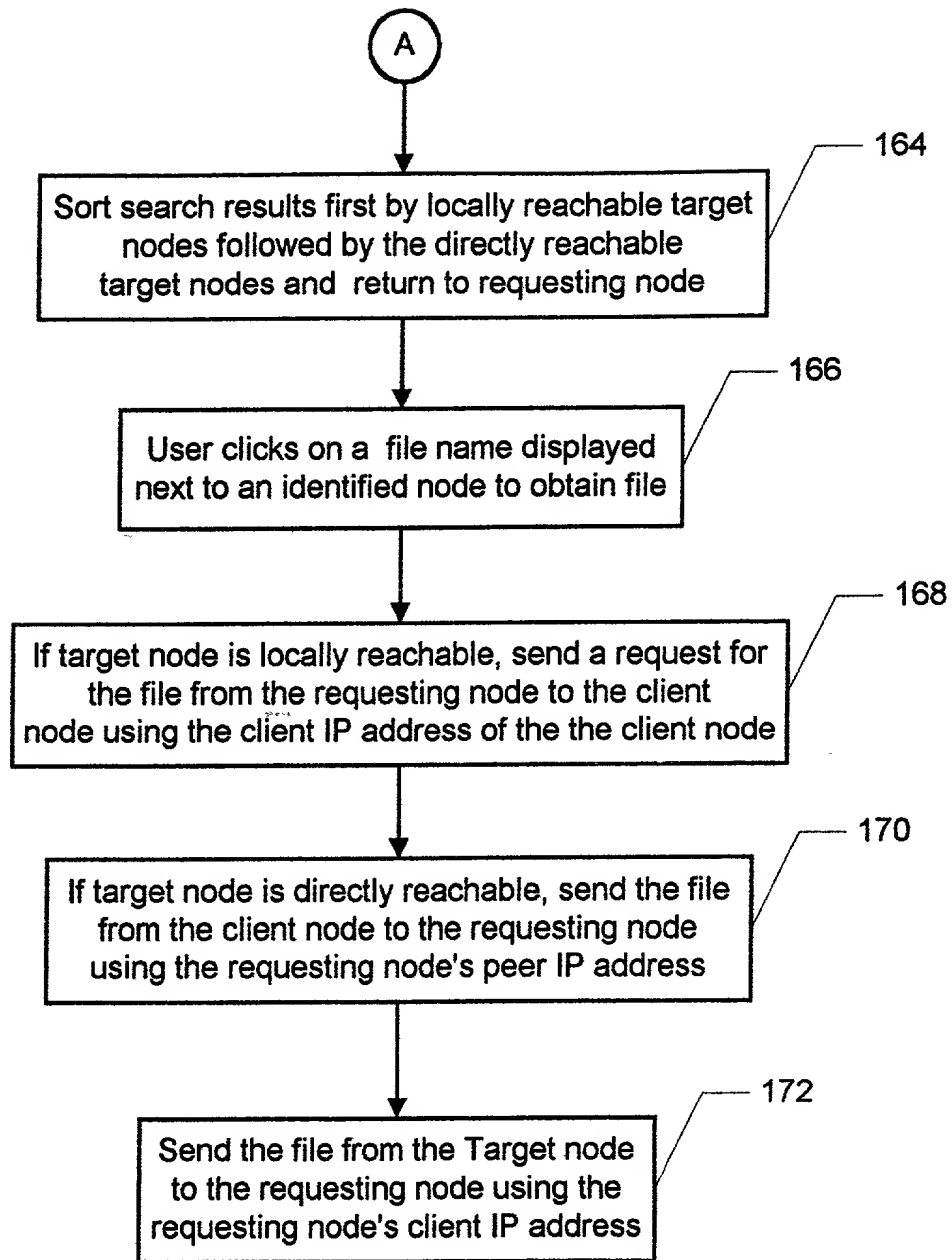 A
164
Sort search results first by locally reachable target
nodes followed by the directly reachable
target nodes and return to requesting node
166
User clicks on a file name displayed
next to an identified node to obtain file
168
If target node is locally reachable, send a request for
the file from the requesting node to the client
node using the client IP address of the the client node
170
If target node is directly reachable, send the file
from the client node to the requesting node
using the requesting node's peer IP address
172
Send the file from the Target node
to the requesting node using the
requesting node's client IP address